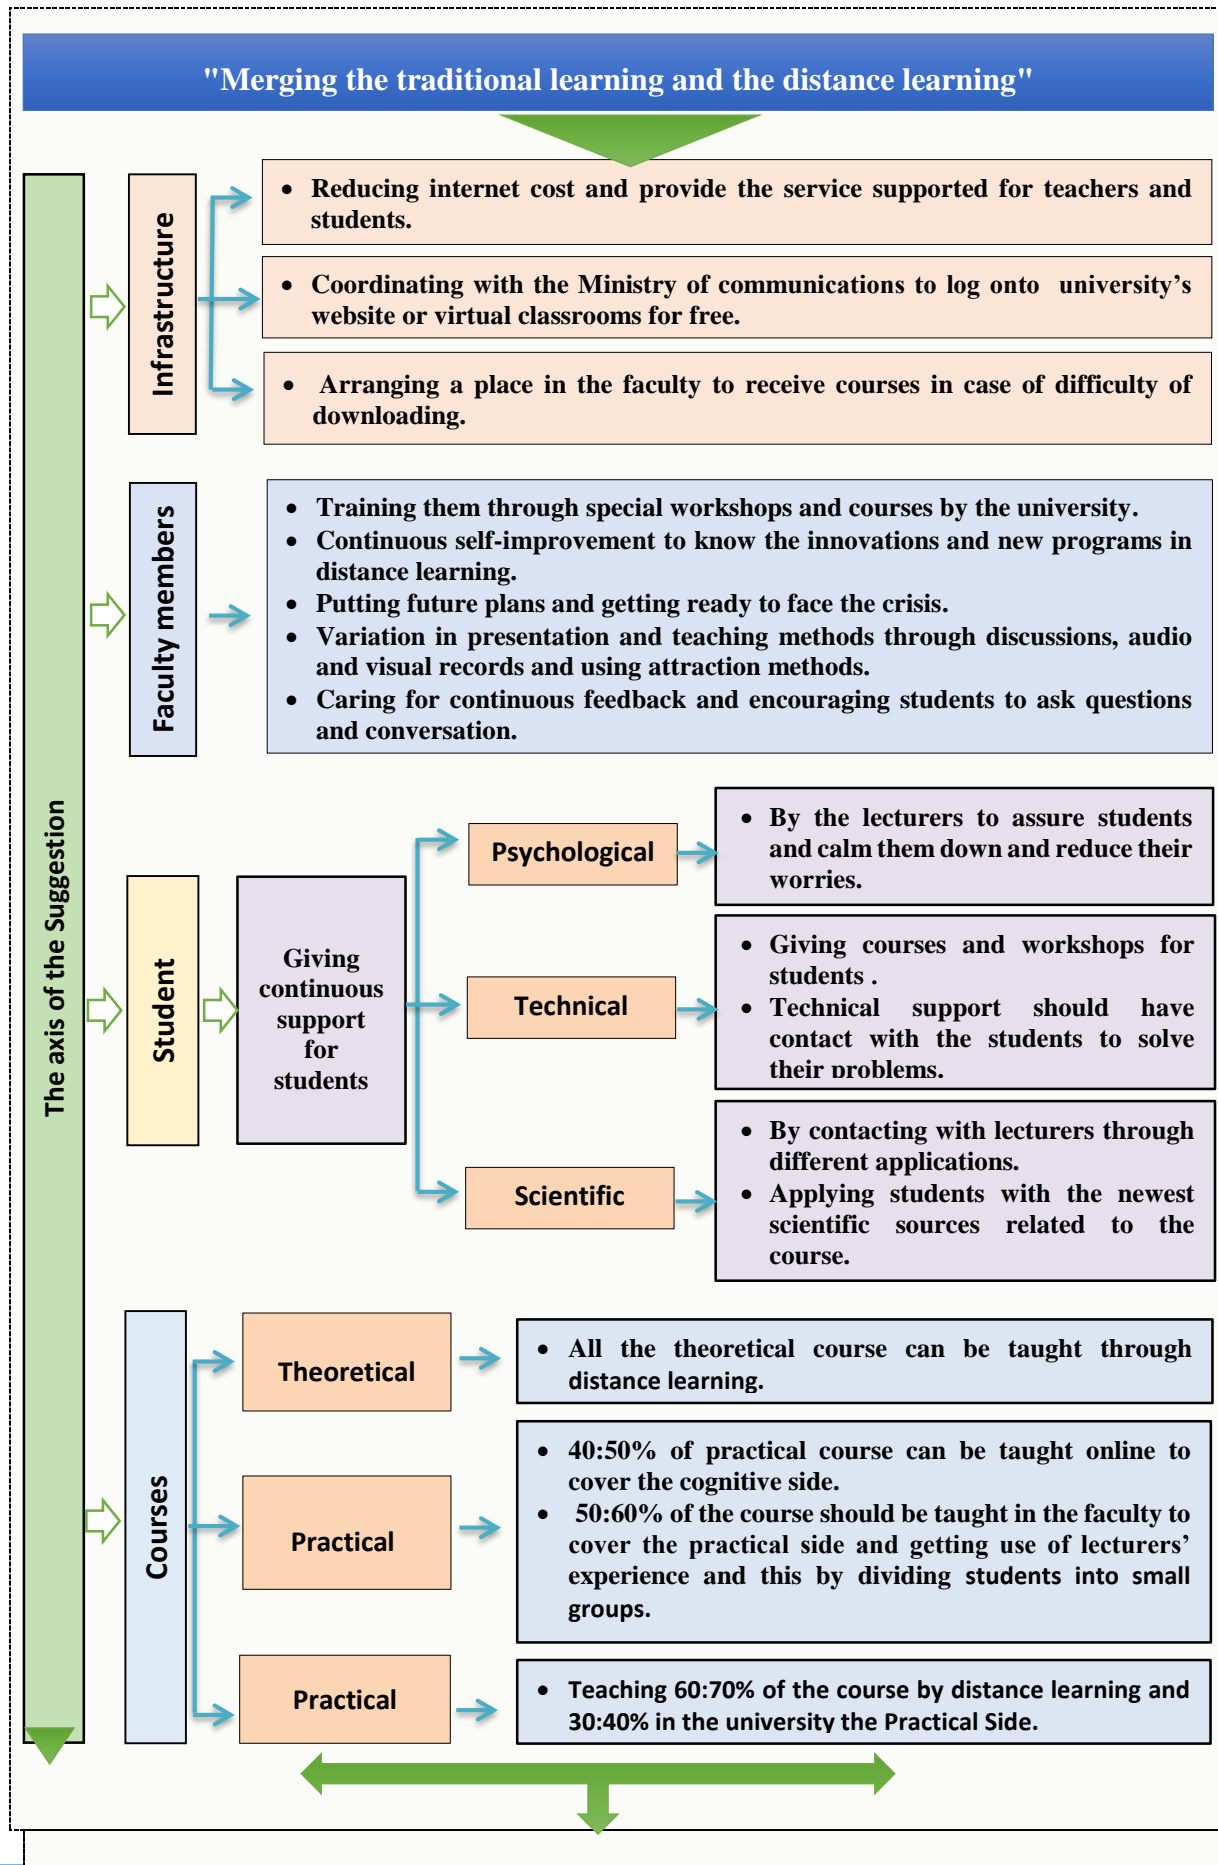 "Merging the traditional learning and the distance learning"
The axis of the Suggestion
Infrastructure
• Reducing internet cost and provide the service supported for teachers and
students.
• Coordinating with the Ministry of communications to log onto university’s
website or virtual classrooms for free.
• Arranging a place in the faculty to receive courses in case of difficulty of
downloading.
Faculty members
• Training them through special workshops and courses by the university.
• Continuous self-improvement to know the innovations and new programs in
distance learning.
• Putting future plans and getting ready to face the crisis.
• Variation in presentation and teaching methods through discussions, audio
and visual records and using attraction methods.
• Caring for continuous feedback and encouraging students to ask questions
and conversation.
Student
Giving
continuous
support
for
students
Psychological
• By the lecturers to assure students
and calm them down and reduce their
worries.
Technical
• Giving courses and workshops for
students .
• Technical support should have
contact with the students to solve
their problems.
Scientific
• By contacting with lecturers through
different applications.
• Applying students with the newest
scientific sources related to the
course.
Courses
Theoretical
• All the theoretical course can be taught through
distance learning.
Practical
• 40:50% of practical course can be taught online to
cover the cognitive side.
• 50:60% of the course should be taught in the faculty to
cover the practical side and getting use of lecturers’
experience and this by dividing students into small
groups.
Practical
• Teaching 60:70% of the course by distance learning and
30:40% in the university the Practical Side.